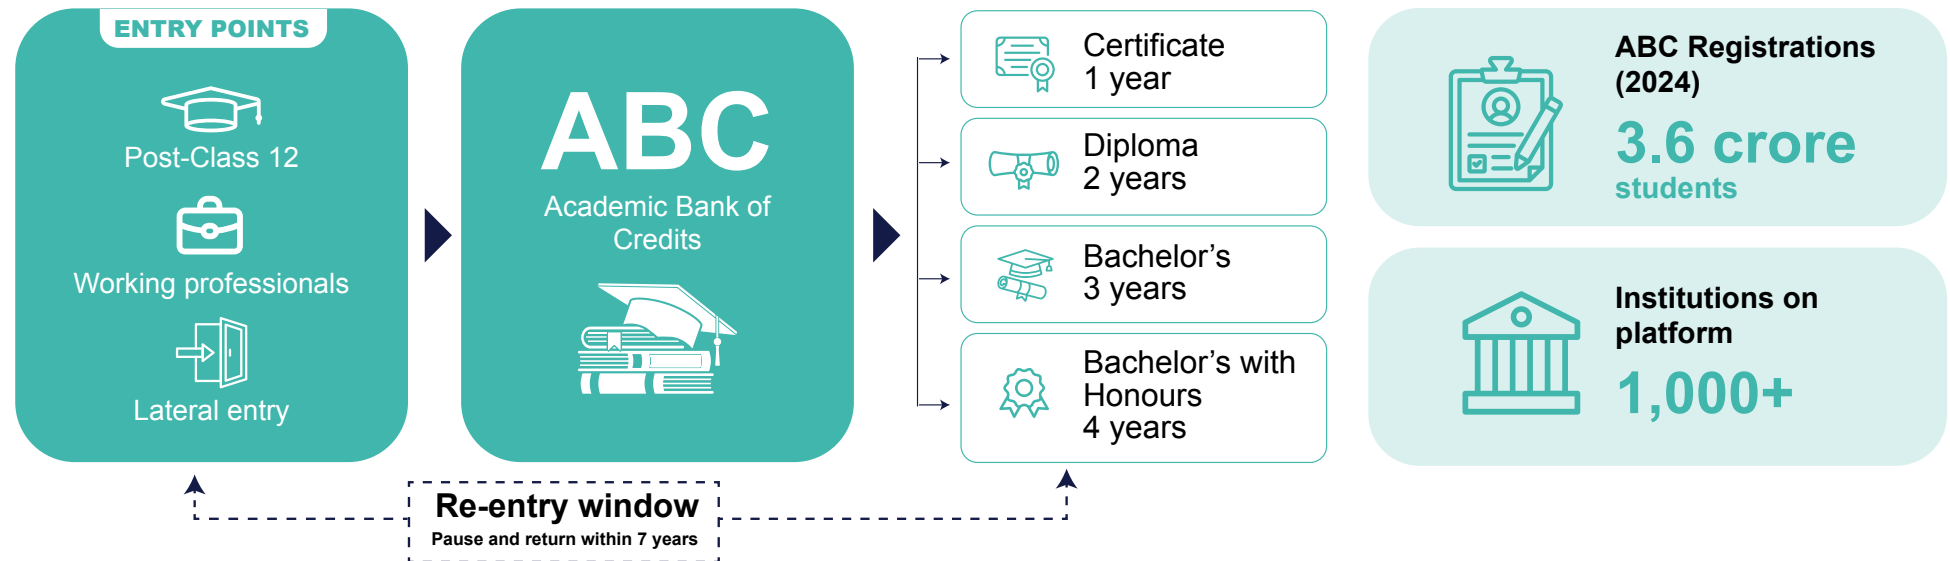 ENTRY POINTS
Post-Class 12
Working professionals
Lateral entry
ABC
Academic Bank of
Credits
Certificate
1 year
Diploma
2 years
Bachelor’s
3 years
Bachelor’s with
Honours
4 years
Re-entry window
Pause and return within 7 years
ABC Registrations
(2024)
3.6 crore
students
Institutions on
platform
1,000+